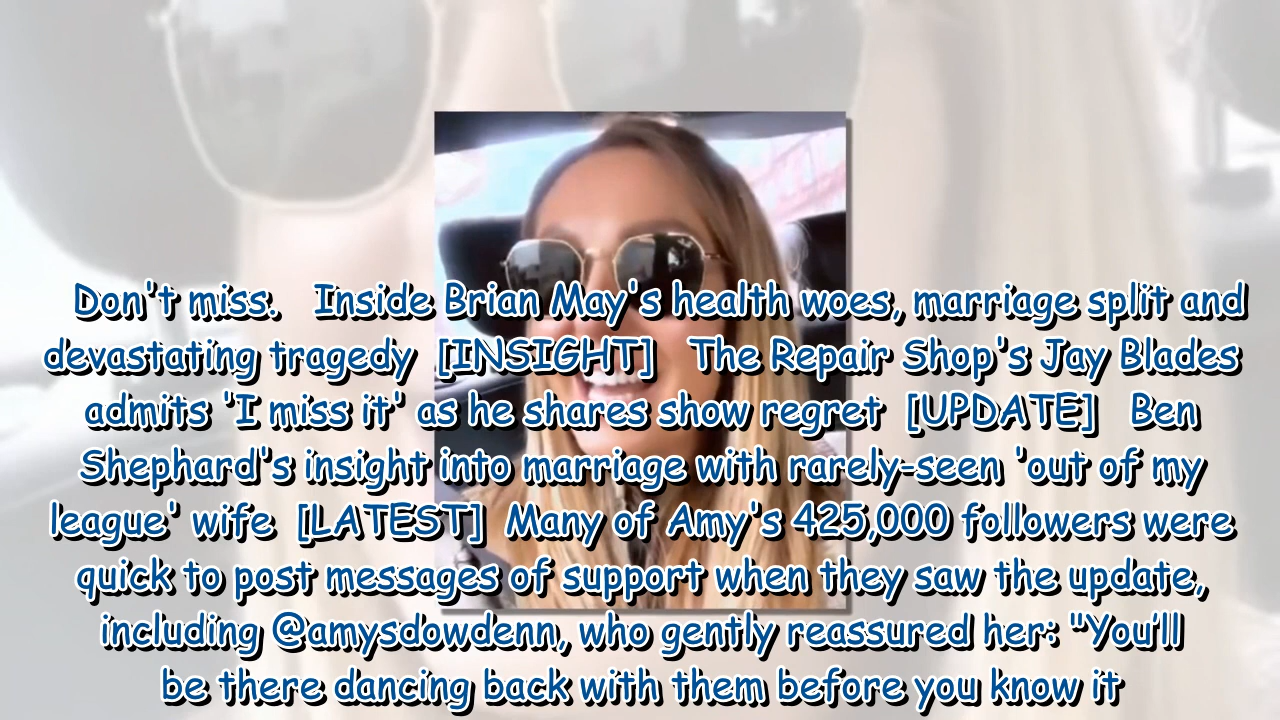 Don't miss. Inside Brian May's health woes, marriage split and
devastating tragedy [INSIGHT] The Repair Shop's Jay Blades
admits 'I miss it' as he shares show regret [UPDATE] Ben
Shephard's insight into marriage with rarely-seen 'out of my
league' wife [LATEST] Many of Amy's 425,000 followers were
quick to post messages of support when they saw the update,
including @amysdowdenn, who gently reassured her: "You'll
be there dancing back with them before you know it